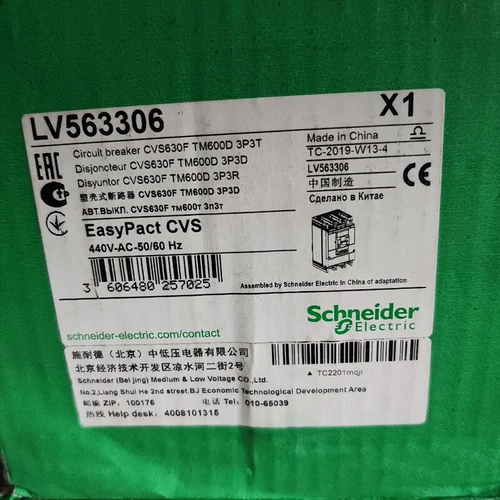 LV563306
X1
Circuit breaker CVS630F TM600D 3P3T
Disjoncteur CVS630F TM600D 3P3D
Disyuntor CVS630F TM600D 3P3R
塑壳式断路器 CVS630F TM600D 3P3D
АВТ.ВЫКЛ. CVS630F тм600т 3п3т
EasyPact CVS
440V-AC-50/60 Hz
EAC
Made in China
TC-2019-W13-4
LV563306
中国制造
Сделано в Китае
3 606480 257025
Assembled by Schneider Electric in China of adaptation
schneider-electric.com/contact
Schneider
Electric
施耐德（北京）中低压电器有限公司
北京经济技术开发区凉水河二街2号
Schneider (Beijing) Medium & Low Voltage CO.,Ltd.
No.2,Liang Shui He 2nd street,BJ Economic Technological Development Area
邮编 ZIP: 100176 电话 Tel: 010-65039
热线 Help desk: 4008101315
▲ TC2201mqjr